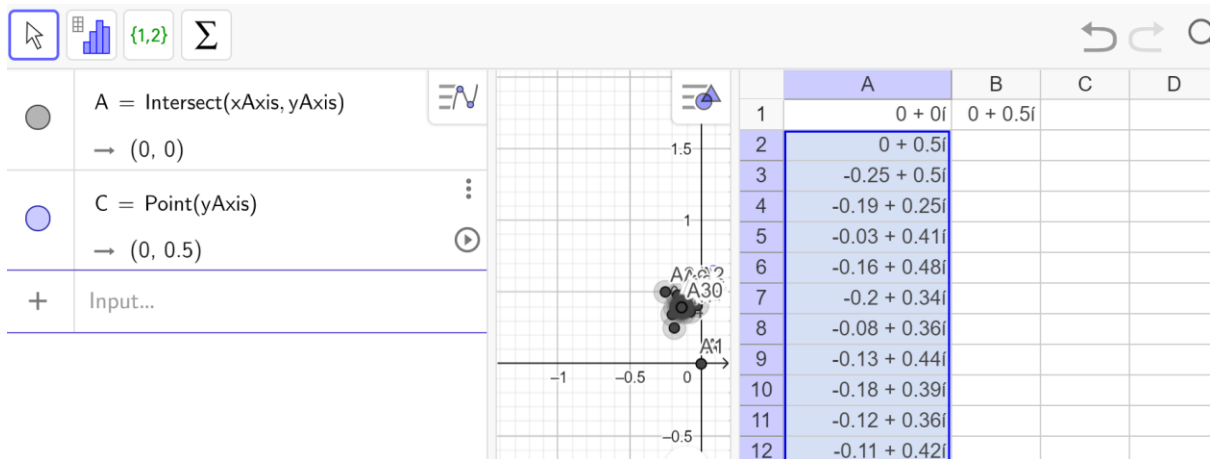 {1,2} Σ
A = Intersect(xAxis, yAxis)
→ (0, 0)
C = Point(yAxis)
→ (0, 0.5)
+ Input...
1.5
1
A30
A1
-1 -0.5 0
-0.5
A B C D
1 0 + 0í 0 + 0.5í
2 0 + 0.5í
3 -0.25 + 0.5í
4 -0.19 + 0.25í
5 -0.03 + 0.41í
6 -0.16 + 0.48í
7 -0.2 + 0.34í
8 -0.08 + 0.36í
9 -0.13 + 0.44í
10 -0.18 + 0.39í
11 -0.12 + 0.36í
12 -0.11 + 0.42í